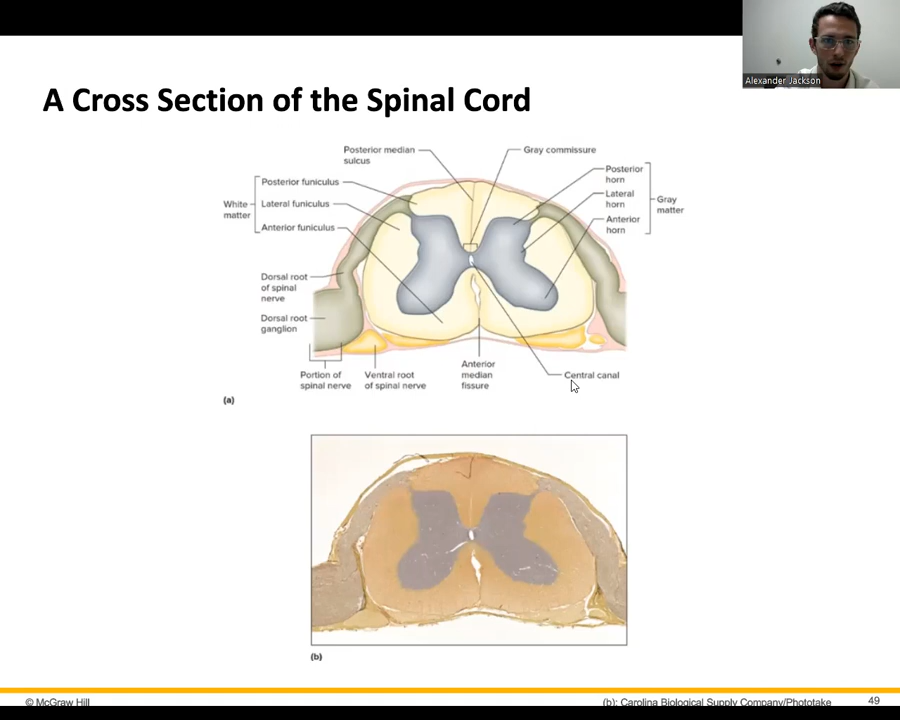 Alexander Jackson
A Cross Section of the Spinal Cord
Posterior median
sulcus
Gray commissure
White
matter
Posterior funiculus
Lateral funiculus
Anterior funiculus
Posterior
horn
Lateral
horn
Anterior
horn
Gray
matter
Dorsal root
of spinal
nerve
Dorsal root
ganglion
Portion of
spinal nerve
Ventral root
of spinal nerve
Anterior
median
fissure
Central canal
(a)
(b)
© McGraw Hill
(b): Carolina Biological Supply Company/Phototake
49